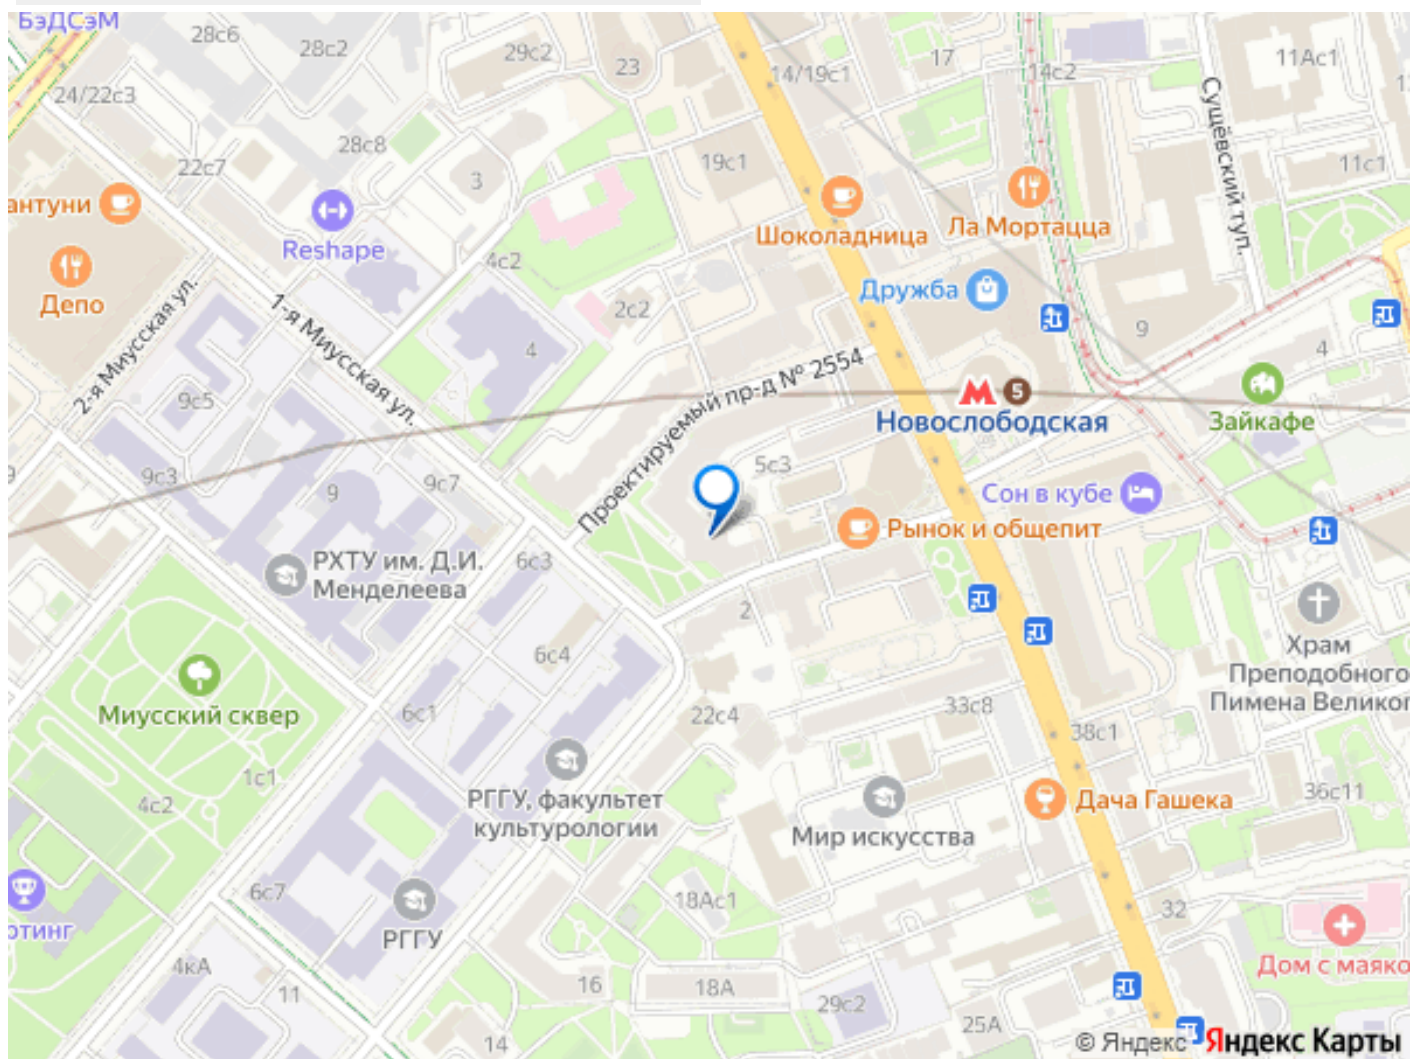 БэДСэМ
28с6
28с2
29с2
23
14/19с1
17
14с2
11Ас1
24/22с3
28с8
22с7
3
19с1
Сущёвский туп.
11с1
антуни
Reshape
Шоколадница
Ла Мортацца
4с2
Депо
2-я Миусская ул.
1-я Миусская ул.
2с2
Дружба
9
4
4
Проектируемый пр-д № 2554
9с5
5
Новослободская
Зайкафе
9с3
9
9с7
5с3
Сон в кубе
Рынок и общепит
РХТУ им. Д.И.
Менделеева
6с3
2
6с4
Храм
Преподобного
Пимена Великог
Миусский сквер
6с1
22с4
33с8
38с1
1с1
4с2
РГГУ, факультет
культурологии
Мир искусства
Дача Гашека
36с11
6с7
18Ас1
32
отинг
РГГУ
Дом с маяко
4кА
11
16
18А
29с2
25А
14
© Яндекс
Яндекс Карты